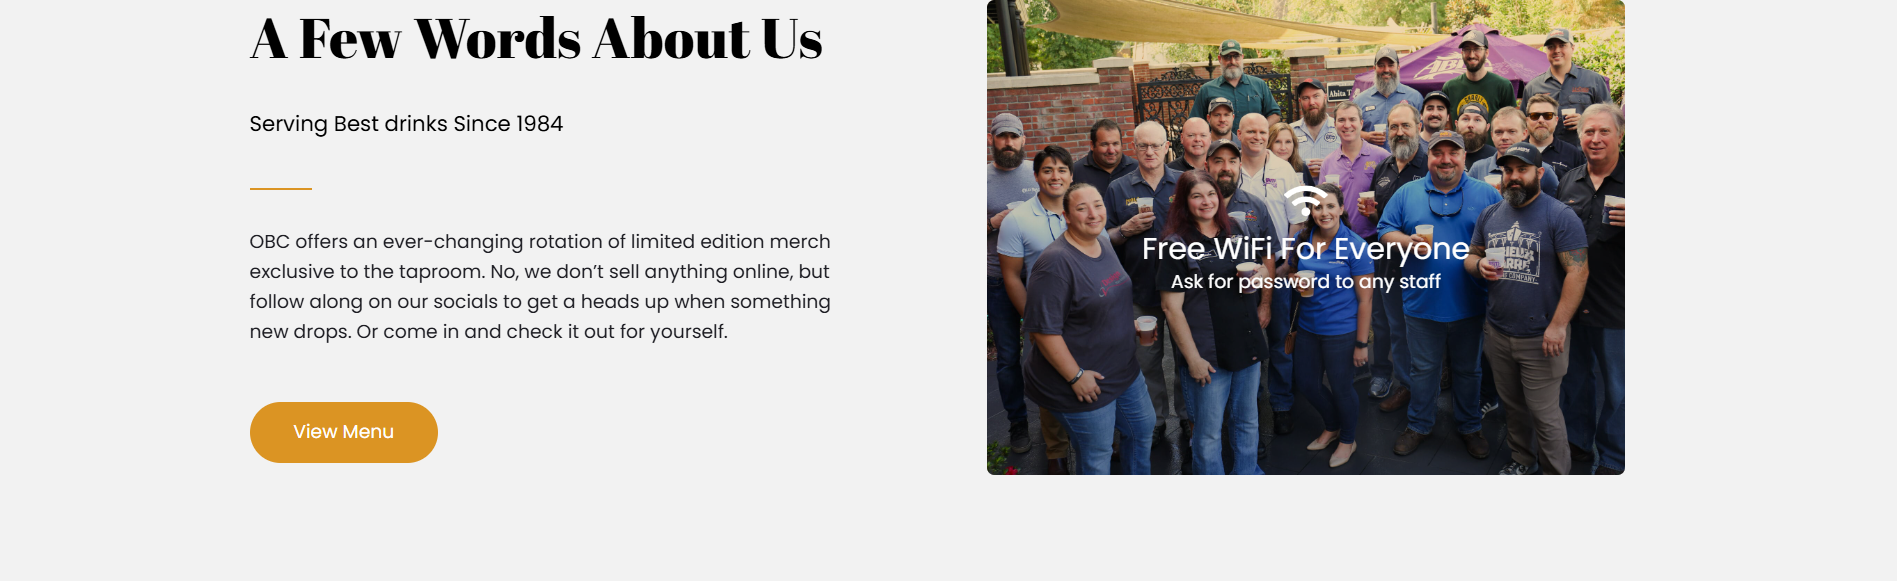 A Few Words About Us
Serving Best drinks Since 1984
OBC offers an ever-changing rotation of limited edition merch
exclusive to the taproom. No, we don’t sell anything online, but
follow along on our socials to get a heads up when something
new drops. Or come in and check it out for yourself.
View Menu
ABITA
Abita
Free WiFi For Everyone
Ask for password to any staff